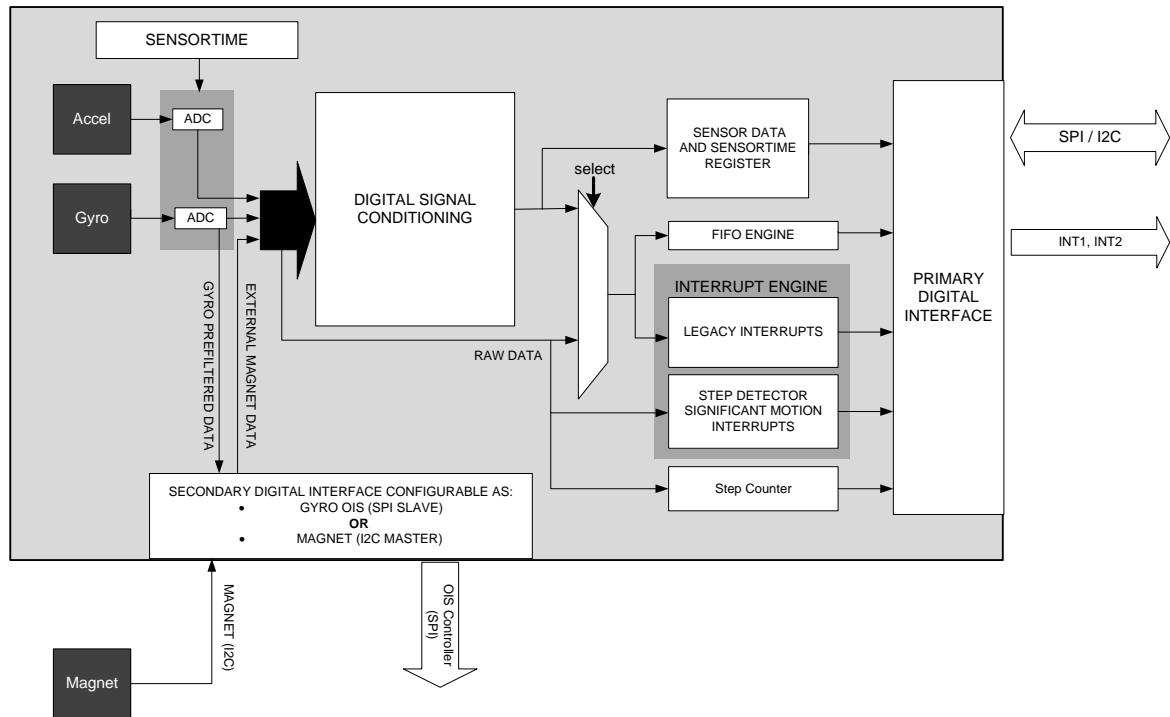 SENSORTIME
Accel
ADC
Gyro
ADC
DIGITAL SIGNAL
CONDITIONING
select
SENSOR DATA
AND SENSORTIME
REGISTER
FIFO ENGINE
INTERRUPT ENGINE
LEGACY INTERRUPTS
STEP DETECTOR
SIGNIFICANT MOTION
INTERRUPTS
Step Counter
PRIMARY
DIGITAL
INTERFACE
SPI / I2C
INT1, INT2
RAW DATA
GYRO PREFILTERED DATA
EXTERNAL MAGNET DATA
SECONDARY DIGITAL INTERFACE CONFIGURABLE AS:
• GYRO OIS (SPI SLAVE)
OR
• MAGNET (I2C MASTER)
MAGNET (I2C)
OIS Controller
(SPI)
Magnet